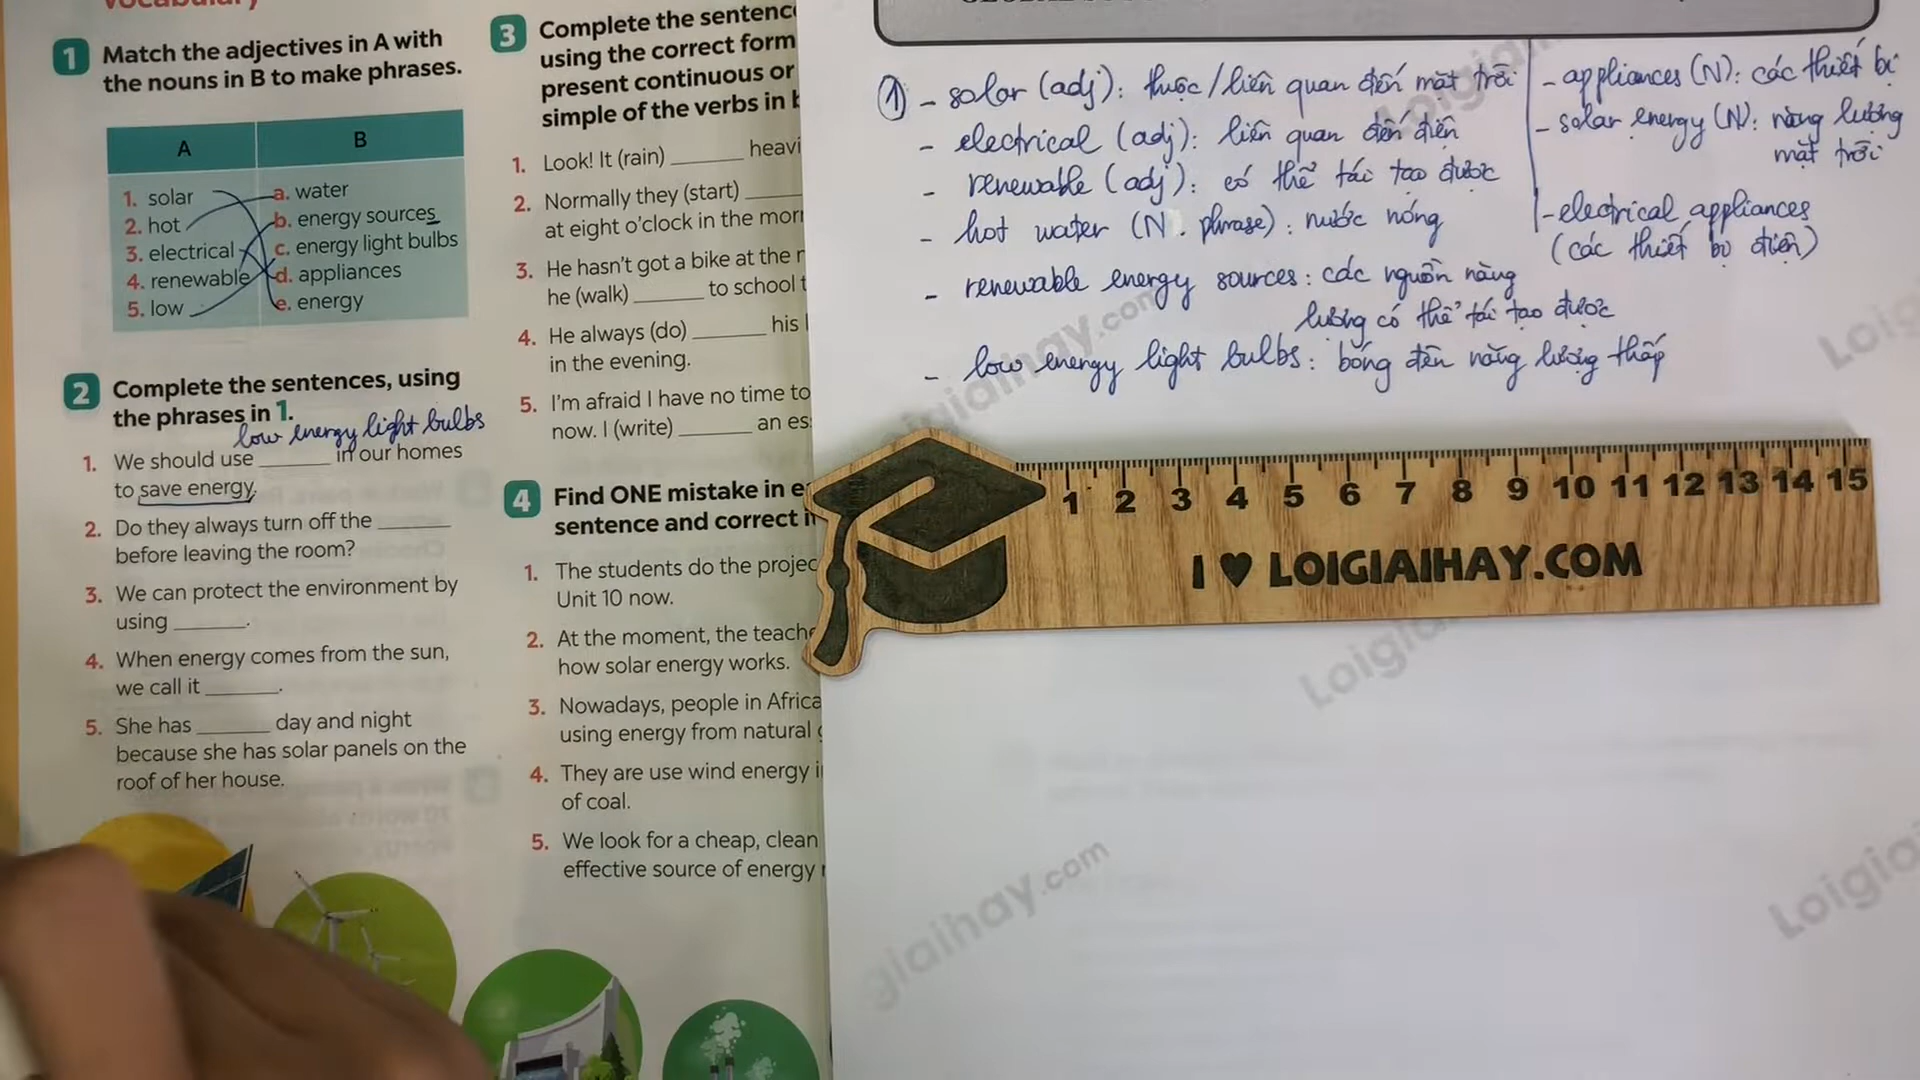 1 Match the adjectives in A with
the nouns in B to make phrases.
A B
1. solar
2. hot
3. electrical
4. renewable
5. low
a. water
b. energy sources
c. energy light bulbs
d. appliances
e. energy
2 Complete the sentences, using
the phrases in 1.
low energy light bulbs
1. We should use ______ in our homes
to save energy.
2. Do they always turn off the ______
before leaving the room?
3. We can protect the environment by
using ______.
4. When energy comes from the sun,
we call it ______.
5. She has ______ day and night
because she has solar panels on the
roof of her house.
3 Complete the sentenc
using the correct form
present continuous or
simple of the verbs in
1. Look! It (rain) ______ heavi
2. Normally they (start) ______
at eight o'clock in the mor
3. He hasn't got a bike at the
he (walk) ______ to school
4. He always (do) ______ his
in the evening.
5. I'm afraid I have no time to
now. I (write) ______ an es
4 Find ONE mistake in e
sentence and correct i
1. The students do the projec
Unit 10 now.
2. At the moment, the teach
how solar energy works.
3. Nowadays, people in Africa
using energy from natural
4. They are use wind energy i
of coal.
5. We look for a cheap, clean
effective source of energy
1 - solar (adj): thuộc/liên quan đến mặt trời
- electrical (adj): liên quan đến điện
- renewable (adj): có thể tái tạo được
- hot water (N. phrase): nước nóng
- renewable energy sources: các nguồn năng
lượng có thể tái tạo được
- low energy light bulbs: bóng đèn năng lượng thấp
- appliances (N): các thiết bị
- solar energy (N): năng lượng
mặt trời
- electrical appliances
(các thiết bị điện)
1 2 3 4 5 6 7 8 9 10 11 12 13 14 15
I ♥ LOIGIAIHAY.COM